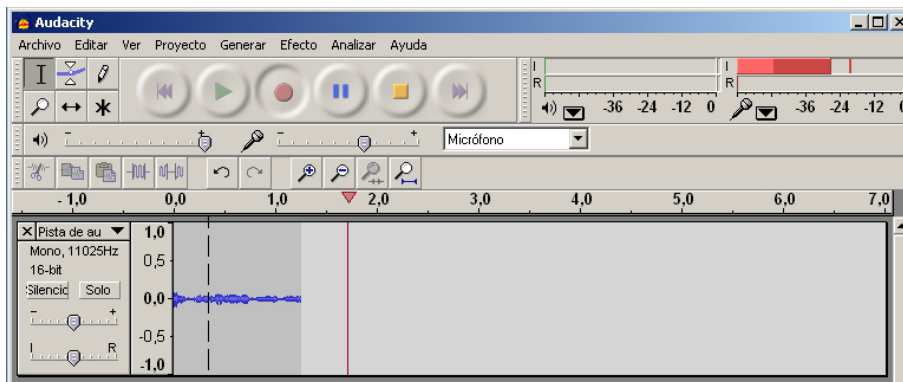 Audacity
Archivo Editar Ver Proyecto Generar Efecto Analizar Ayuda
I I
R R
-36 -24 -12 0 -36 -24 -12
- + - + Micrófono
- 1,0 0,0 1,0 2,0 3,0 4,0 5,0 6,0 7,0
X Pista de au 1,0
Mono, 11025Hz
16-bit 0,5
Silencio Solo 0,0
- +
-0,5
I R
-1,0